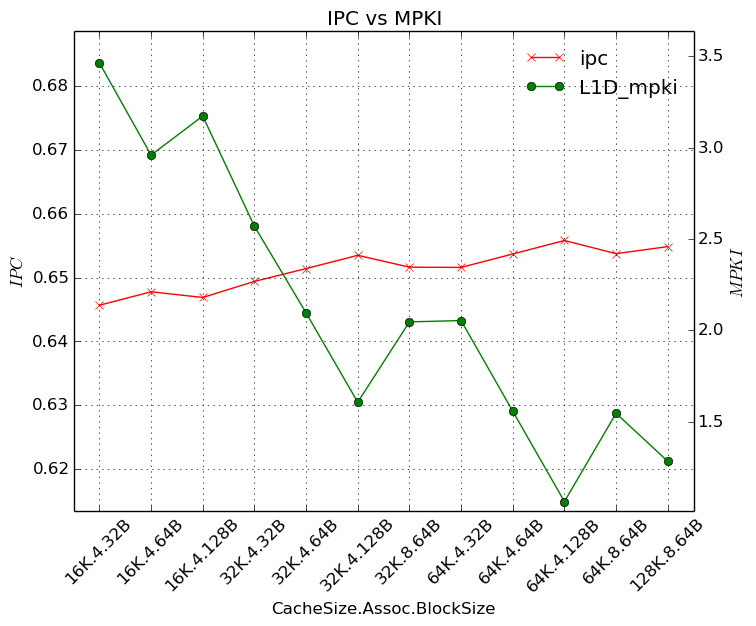 IPC vs MPKI
ipc
L1D_mpki
0.68
0.67
0.66
0.65
0.64
0.63
0.62
IPC
3.5
3.0
2.5
2.0
1.5
MPKI
16K.4.32B
16K.4.64B
16K.4.128B
32K.4.32B
32K.4.64B
32K.4.128B
32K.8.64B
64K.4.32B
64K.4.64B
64K.4.128B
64K.8.64B
128K.8.64B
CacheSize.Assoc.BlockSize